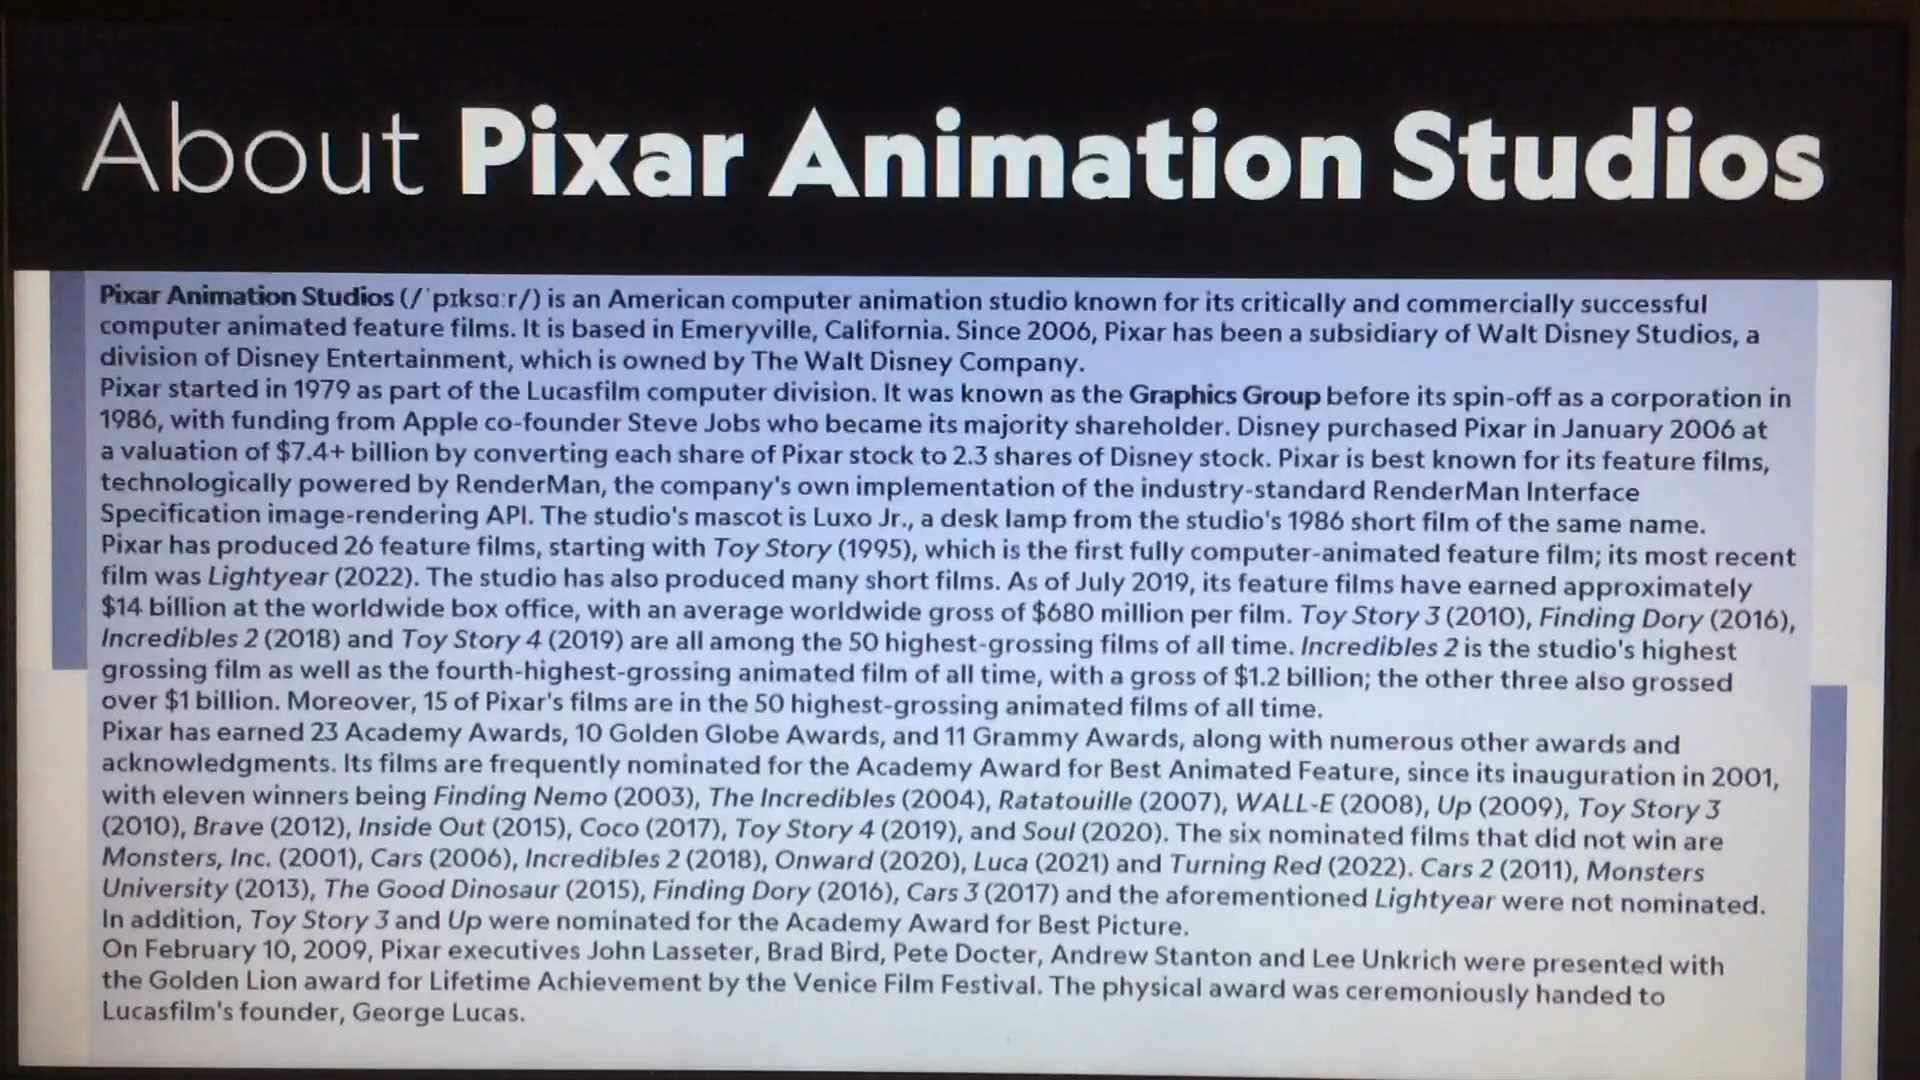 About Pixar Animation Studios
Pixar Animation Studios (/ˈpɪksɑːr/) is an American computer animation studio known for its critically and commercially successful
computer animated feature films. It is based in Emeryville, California. Since 2006, Pixar has been a subsidiary of Walt Disney Studios, a
division of Disney Entertainment, which is owned by The Walt Disney Company.
Pixar started in 1979 as part of the Lucasfilm computer division. It was known as the Graphics Group before its spin-off as a corporation in
1986, with funding from Apple co-founder Steve Jobs who became its majority shareholder. Disney purchased Pixar in January 2006 at
a valuation of $7.4+ billion by converting each share of Pixar stock to 2.3 shares of Disney stock. Pixar is best known for its feature films,
technologically powered by RenderMan, the company's own implementation of the industry-standard RenderMan Interface
Specification image-rendering API. The studio's mascot is Luxo Jr., a desk lamp from the studio's 1986 short film of the same name.
Pixar has produced 26 feature films, starting with Toy Story (1995), which is the first fully computer-animated feature film; its most recent
film was Lightyear (2022). The studio has also produced many short films. As of July 2019, its feature films have earned approximately
$14 billion at the worldwide box office, with an average worldwide gross of $680 million per film. Toy Story 3 (2010), Finding Dory (2016),
Incredibles 2 (2018) and Toy Story 4 (2019) are all among the 50 highest-grossing films of all time. Incredibles 2 is the studio's highest
grossing film as well as the fourth-highest-grossing animated film of all time, with a gross of $1.2 billion; the other three also grossed
over $1 billion. Moreover, 15 of Pixar's films are in the 50 highest-grossing animated films of all time.
Pixar has earned 23 Academy Awards, 10 Golden Globe Awards, and 11 Grammy Awards, along with numerous other awards and
acknowledgments. Its films are frequently nominated for the Academy Award for Best Animated Feature, since its inauguration in 2001,
with eleven winners being Finding Nemo (2003), The Incredibles (2004), Ratatouille (2007), WALL-E (2008), Up (2009), Toy Story 3
(2010), Brave (2012), Inside Out (2015), Coco (2017), Toy Story 4 (2019), and Soul (2020). The six nominated films that did not win are
Monsters, Inc. (2001), Cars (2006), Incredibles 2 (2018), Onward (2020), Luca (2021) and Turning Red (2022). Cars 2 (2011), Monsters
University (2013), The Good Dinosaur (2015), Finding Dory (2016), Cars 3 (2017) and the aforementioned Lightyear were not nominated.
In addition, Toy Story 3 and Up were nominated for the Academy Award for Best Picture.
On February 10, 2009, Pixar executives John Lasseter, Brad Bird, Pete Docter, Andrew Stanton and Lee Unkrich were presented with
the Golden Lion award for Lifetime Achievement by the Venice Film Festival. The physical award was ceremoniously handed to
Lucasfilm's founder, George Lucas.